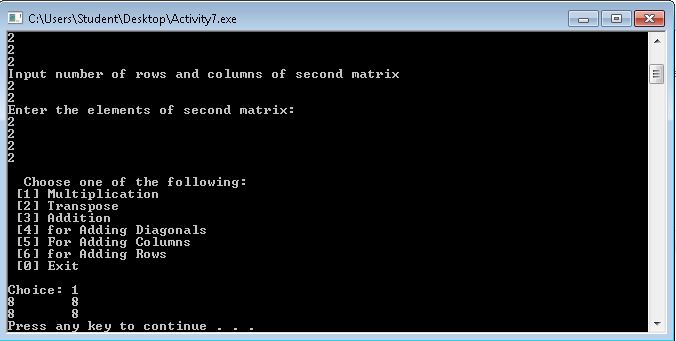 C:\Users\Student\Desktop\Activity7.exe
2
2
2
Input number of rows and columns of second matrix
2
2
Enter the elements of second matrix:
2
2
2
2
Choose one of the following:
[1] Multiplication
[2] Transpose
[3] Addition
[4] for Adding Diagonals
[5] For Adding Columns
[6] for Adding Rows
[0] Exit
Choice: 1
8 8
8 8
Press any key to continue . . .